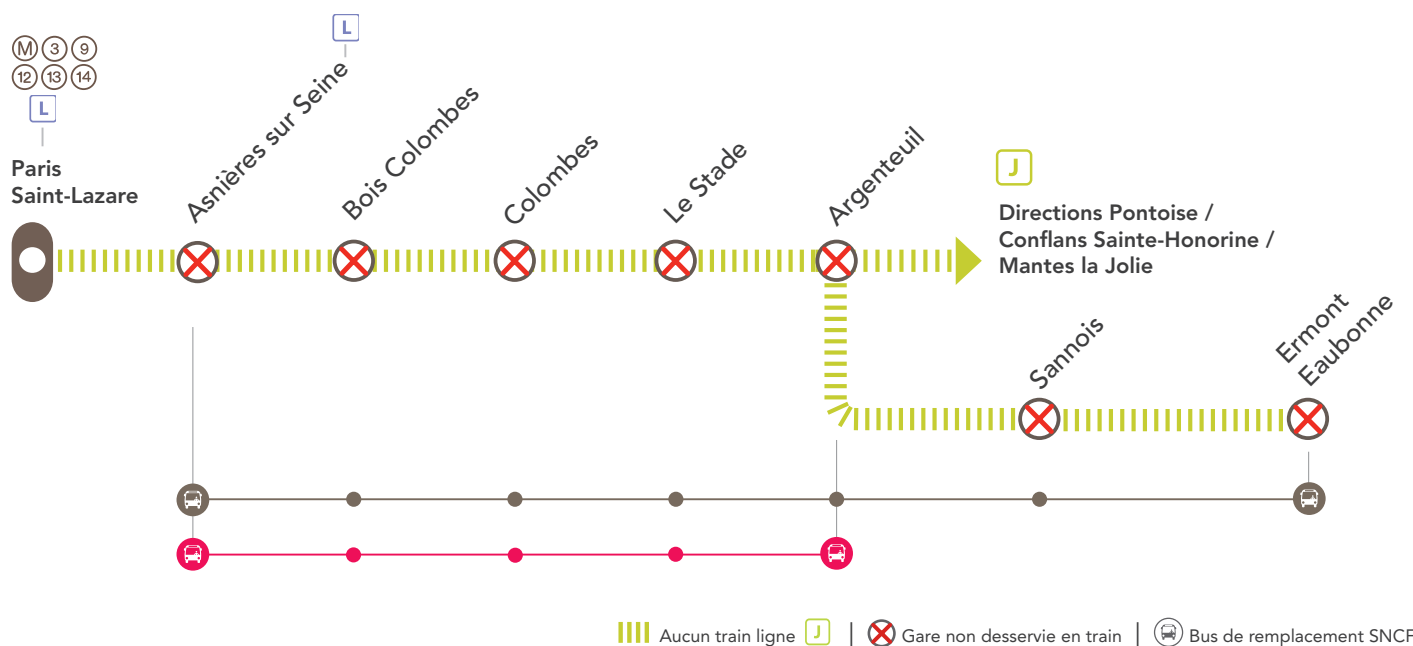 L
M 3 9
12 13 14
L
Paris
Saint-Lazare
Asnières sur Seine
Bois Colombes
Colombes
Le Stade
Argenteuil
J
Directions Pontoise /
Conflans Sainte-Honorine /
Mantes la Jolie
Sannois
Ermont
Eaubonne
Aucun train ligne J | Gare non desservie en train | Bus de remplacement SNCF